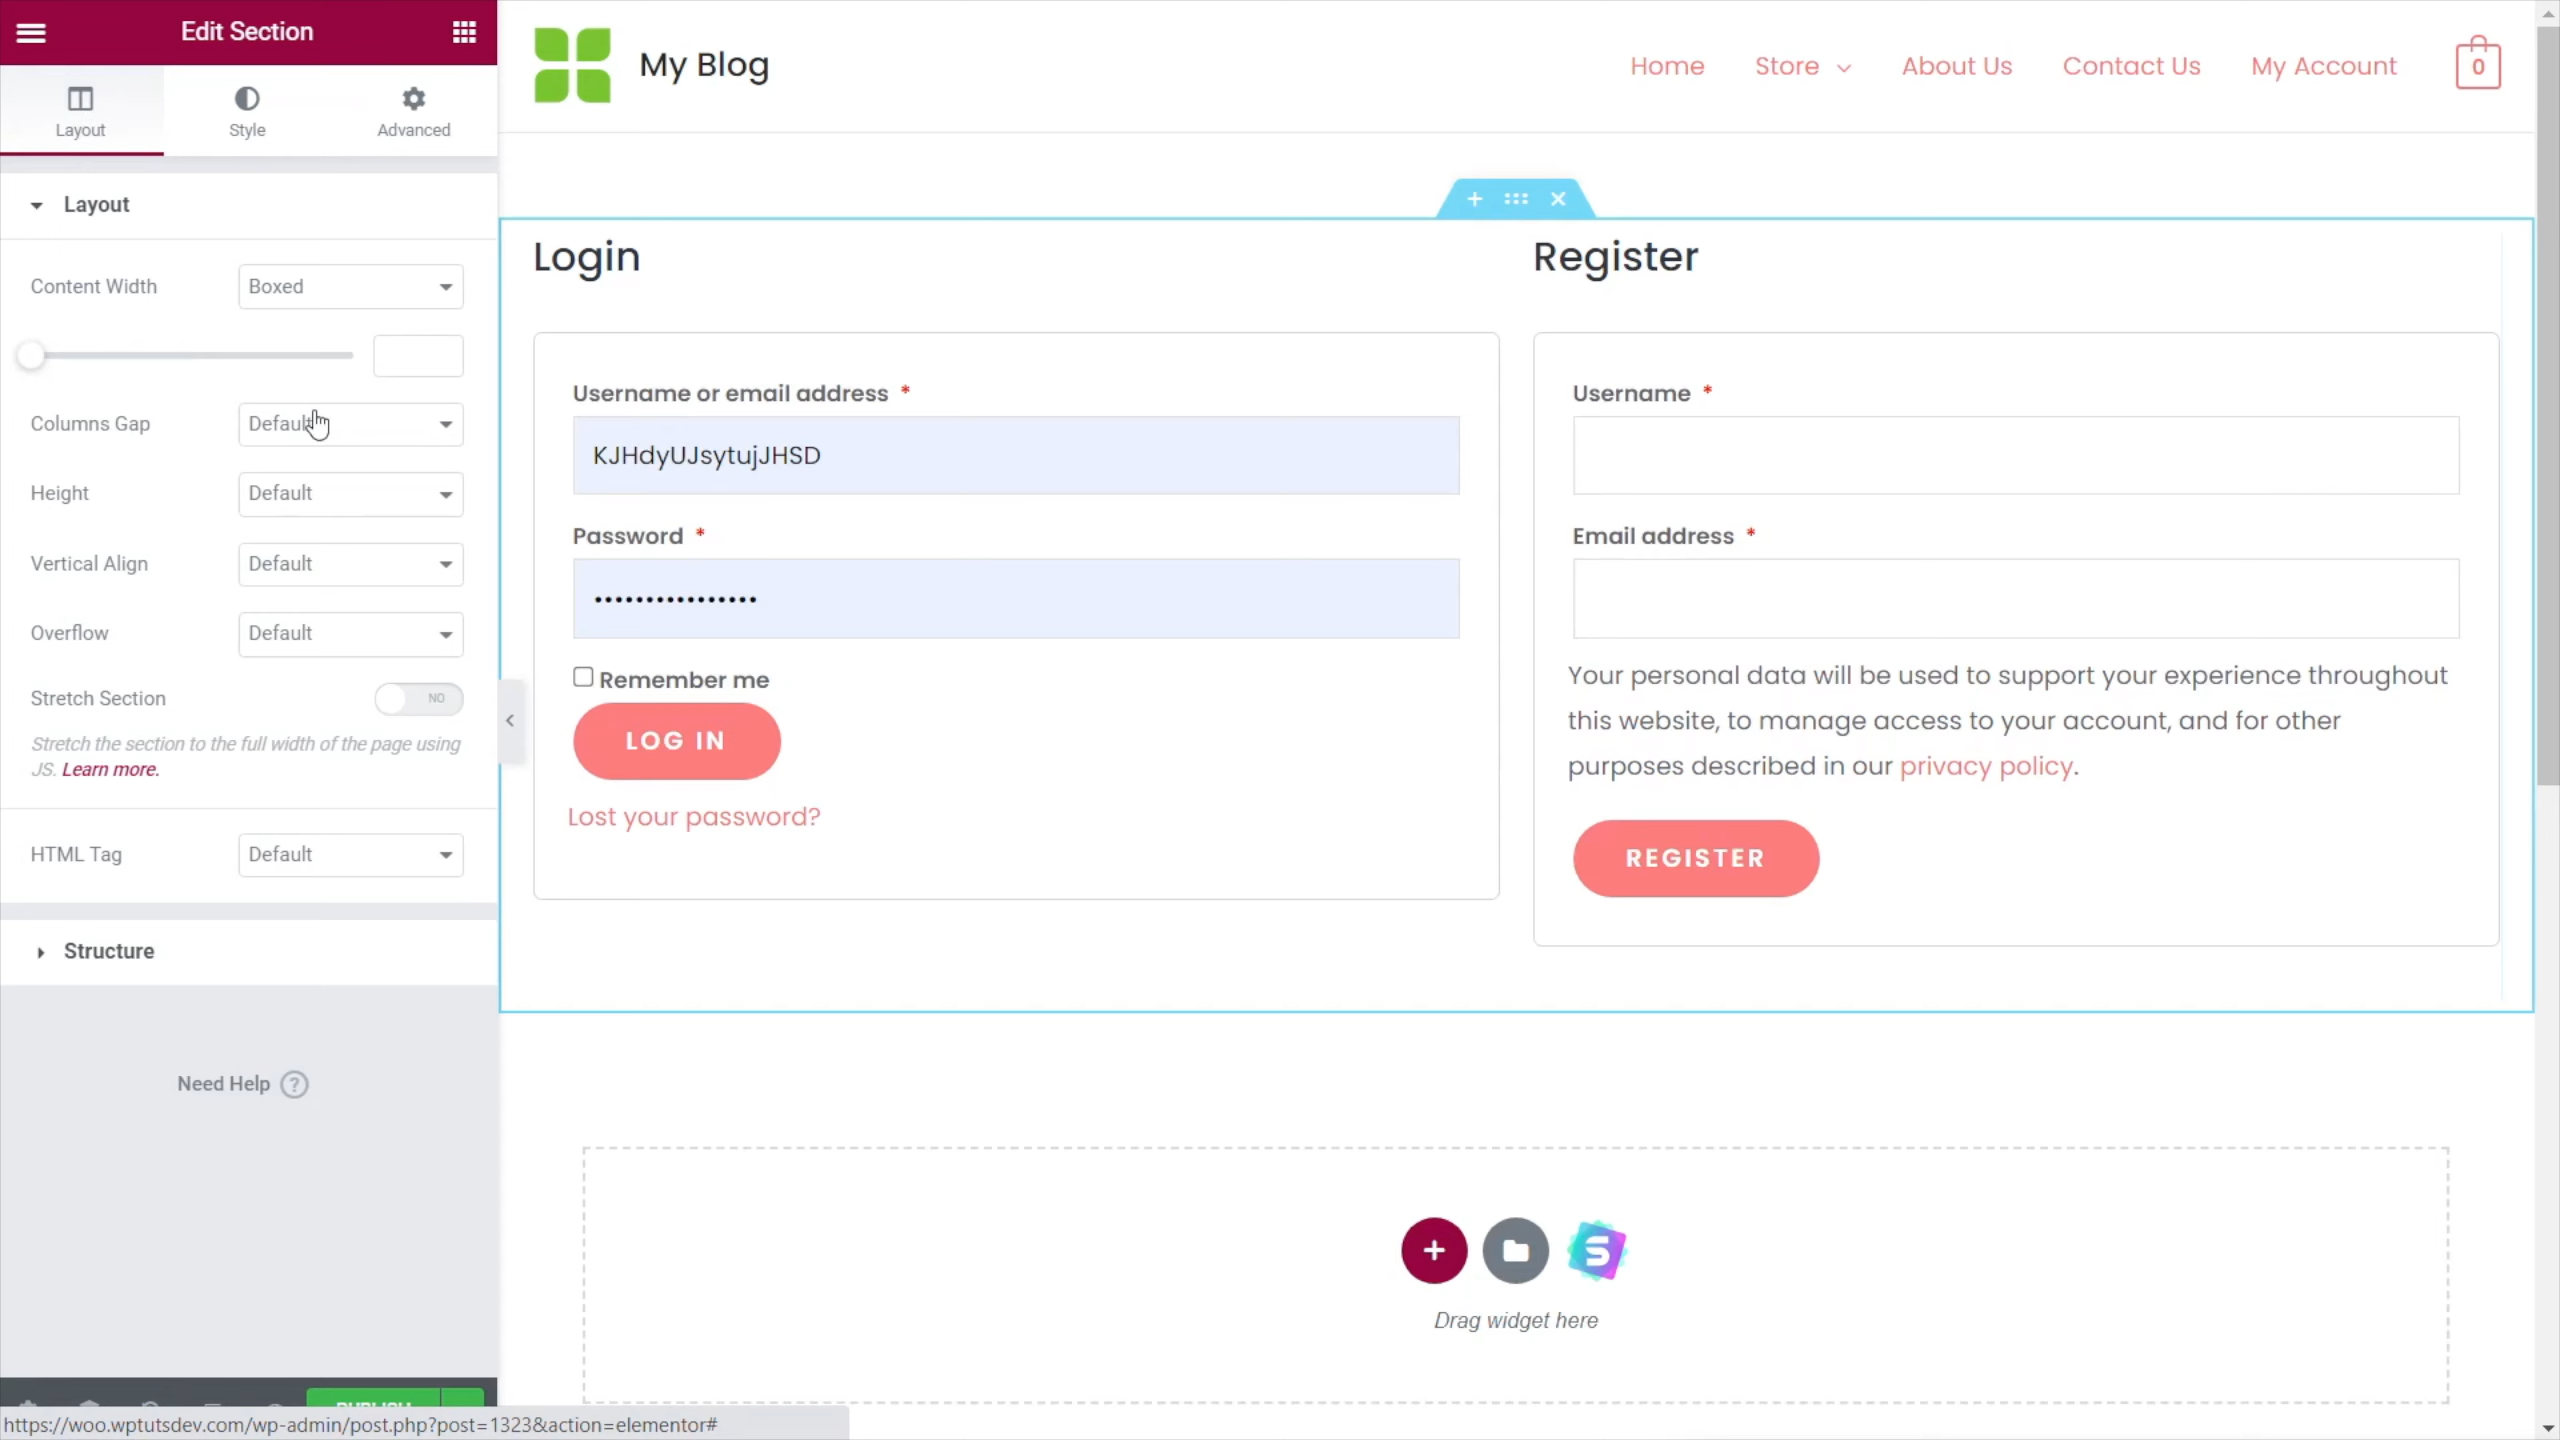 Edit Section
My Blog
Home
Store
About Us
Contact Us
My Account
0
Layout
Style
Advanced
Layout
Content Width
Boxed
Columns Gap
Default
Height
Default
Vertical Align
Default
Overflow
Default
Stretch Section
NO
Stretch the section to the full width of the page using
JS. Learn more.
HTML Tag
Default
Structure
Need Help ?
PUBLISH
https://woo.wptutsdev.com/wp-admin/post.php?post=1323&action=elementor#
Login
Username or email address *
KJHdyUJsytujJHSD
Password *
••••••••••••••••
Remember me
LOG IN
Lost your password?
Register
Username *
Email address *
Your personal data will be used to support your experience throughout
this website, to manage access to your account, and for other
purposes described in our privacy policy.
REGISTER
Drag widget here